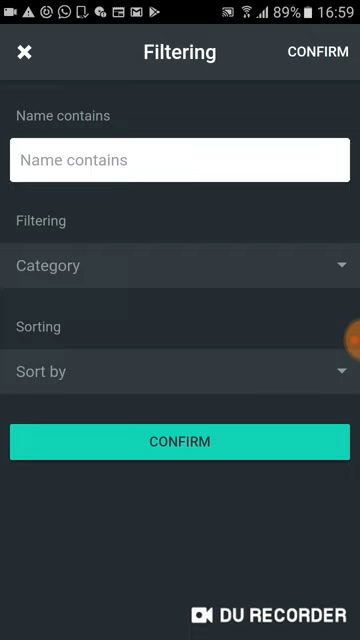 89% 16:59
Filtering
CONFIRM
Name contains
Name contains
Filtering
Category
Sorting
Sort by
CONFIRM
DU RECORDER